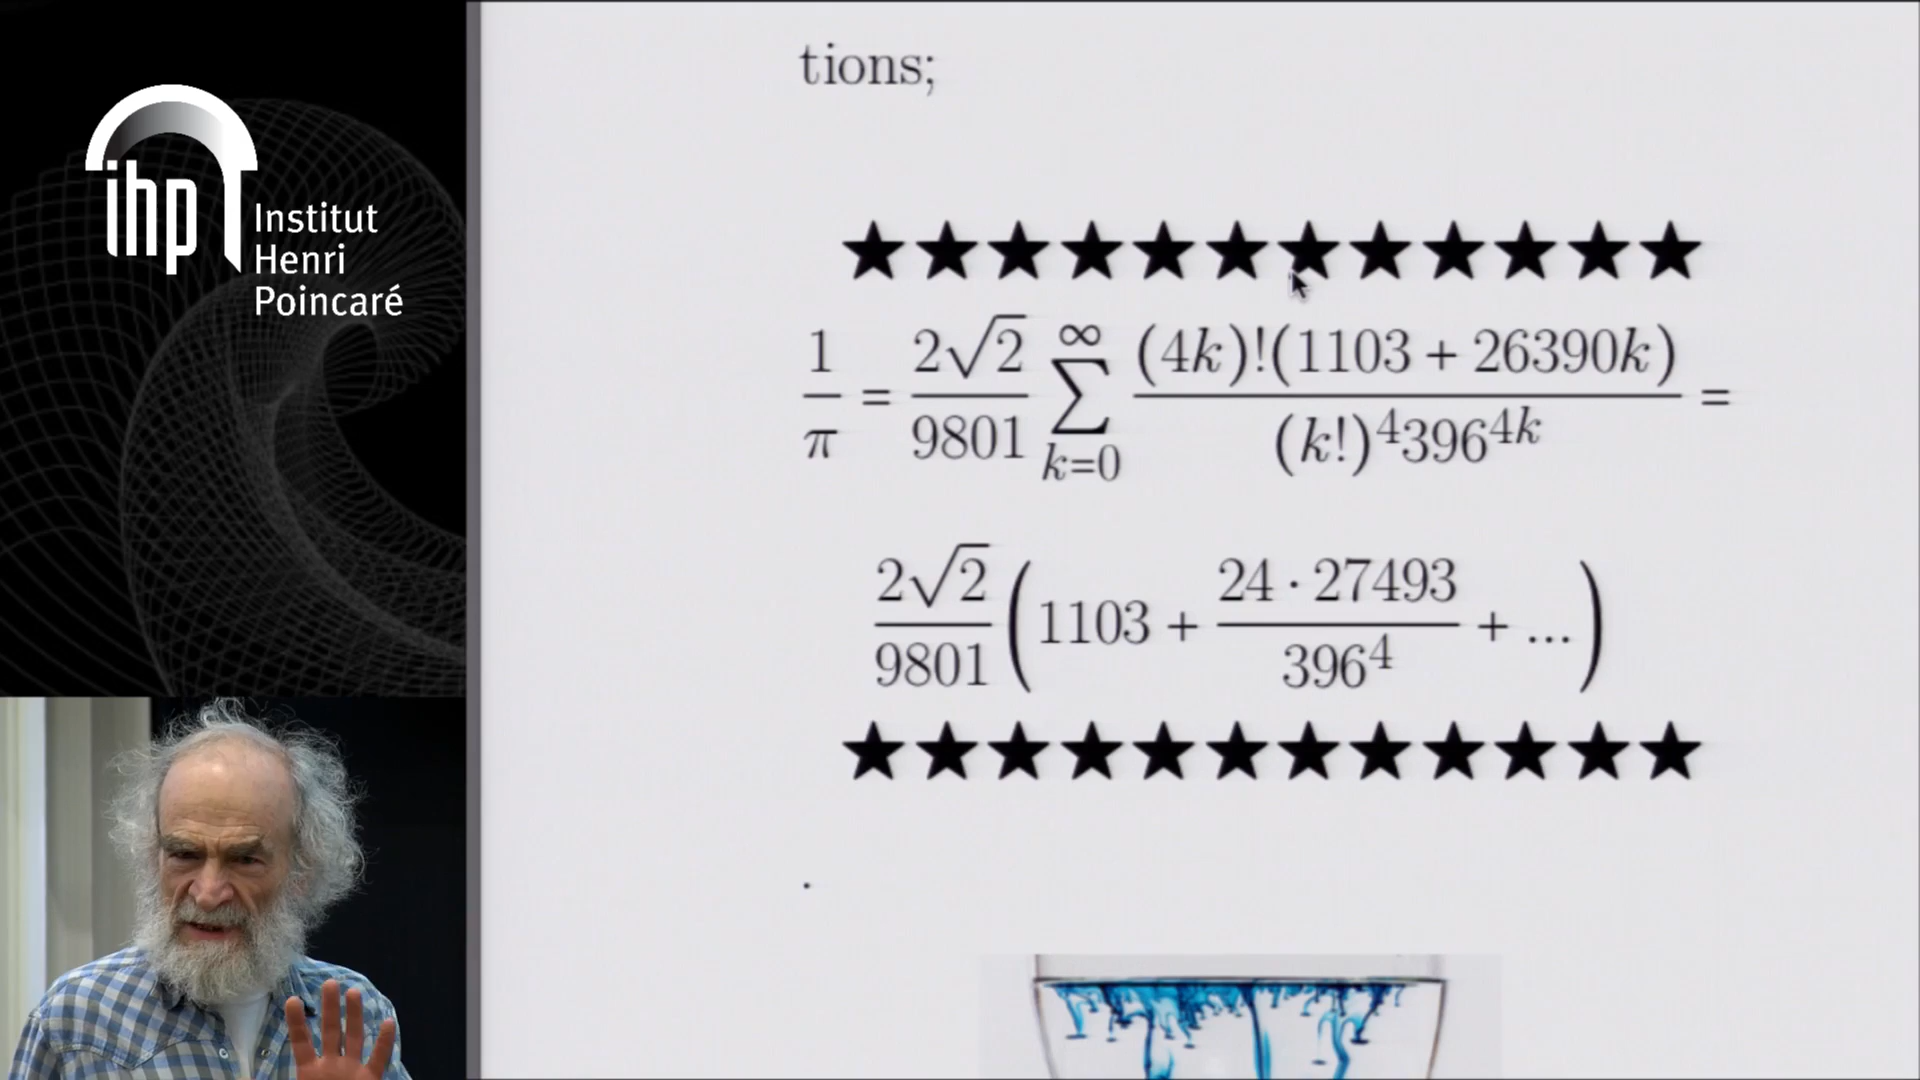 ihp
Institut
Henri
Poincaré
tions;
★★★★★★★★★★★★
1/π = 2√2/9801 ∑_{k=0}^{∞} (4k)!(1103 + 26390k)/(k!)^4 396^{4k} =
2√2/9801 (1103 + 24 · 27493/396^4 + ...)
★★★★★★★★★★★★
.